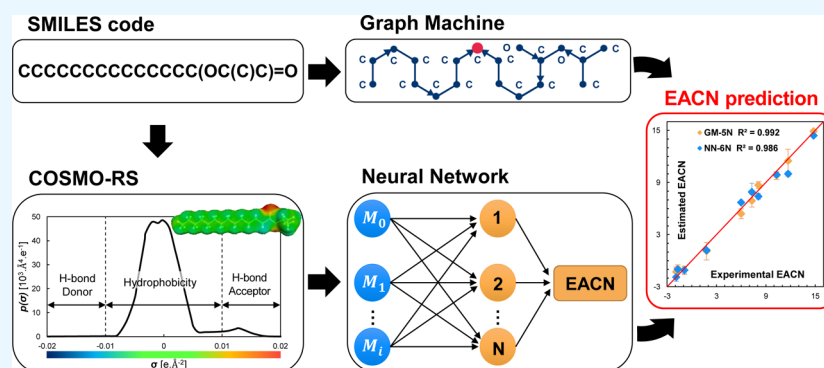 SMILES code
CCCCCCCCCCCCCC(OC(C)C)=O
Graph Machine
EACN prediction
GM-5N R² = 0.992
NN-6N R² = 0.986
Estimated EACN
Experimental EACN
15
9
3
-3
-3 3 9 15
COSMO-RS
p(σ) [10³.Å⁴.e⁻¹]
50
40
30
20
10
0
H-bond
Donor
Hydrophobicity
H-bond
Acceptor
-0.02 -0.01 0 0.01 0.02
σ [e.Å⁻²]
Neural Network
M₀
M₁
Mᵢ
1
2
N
EACN